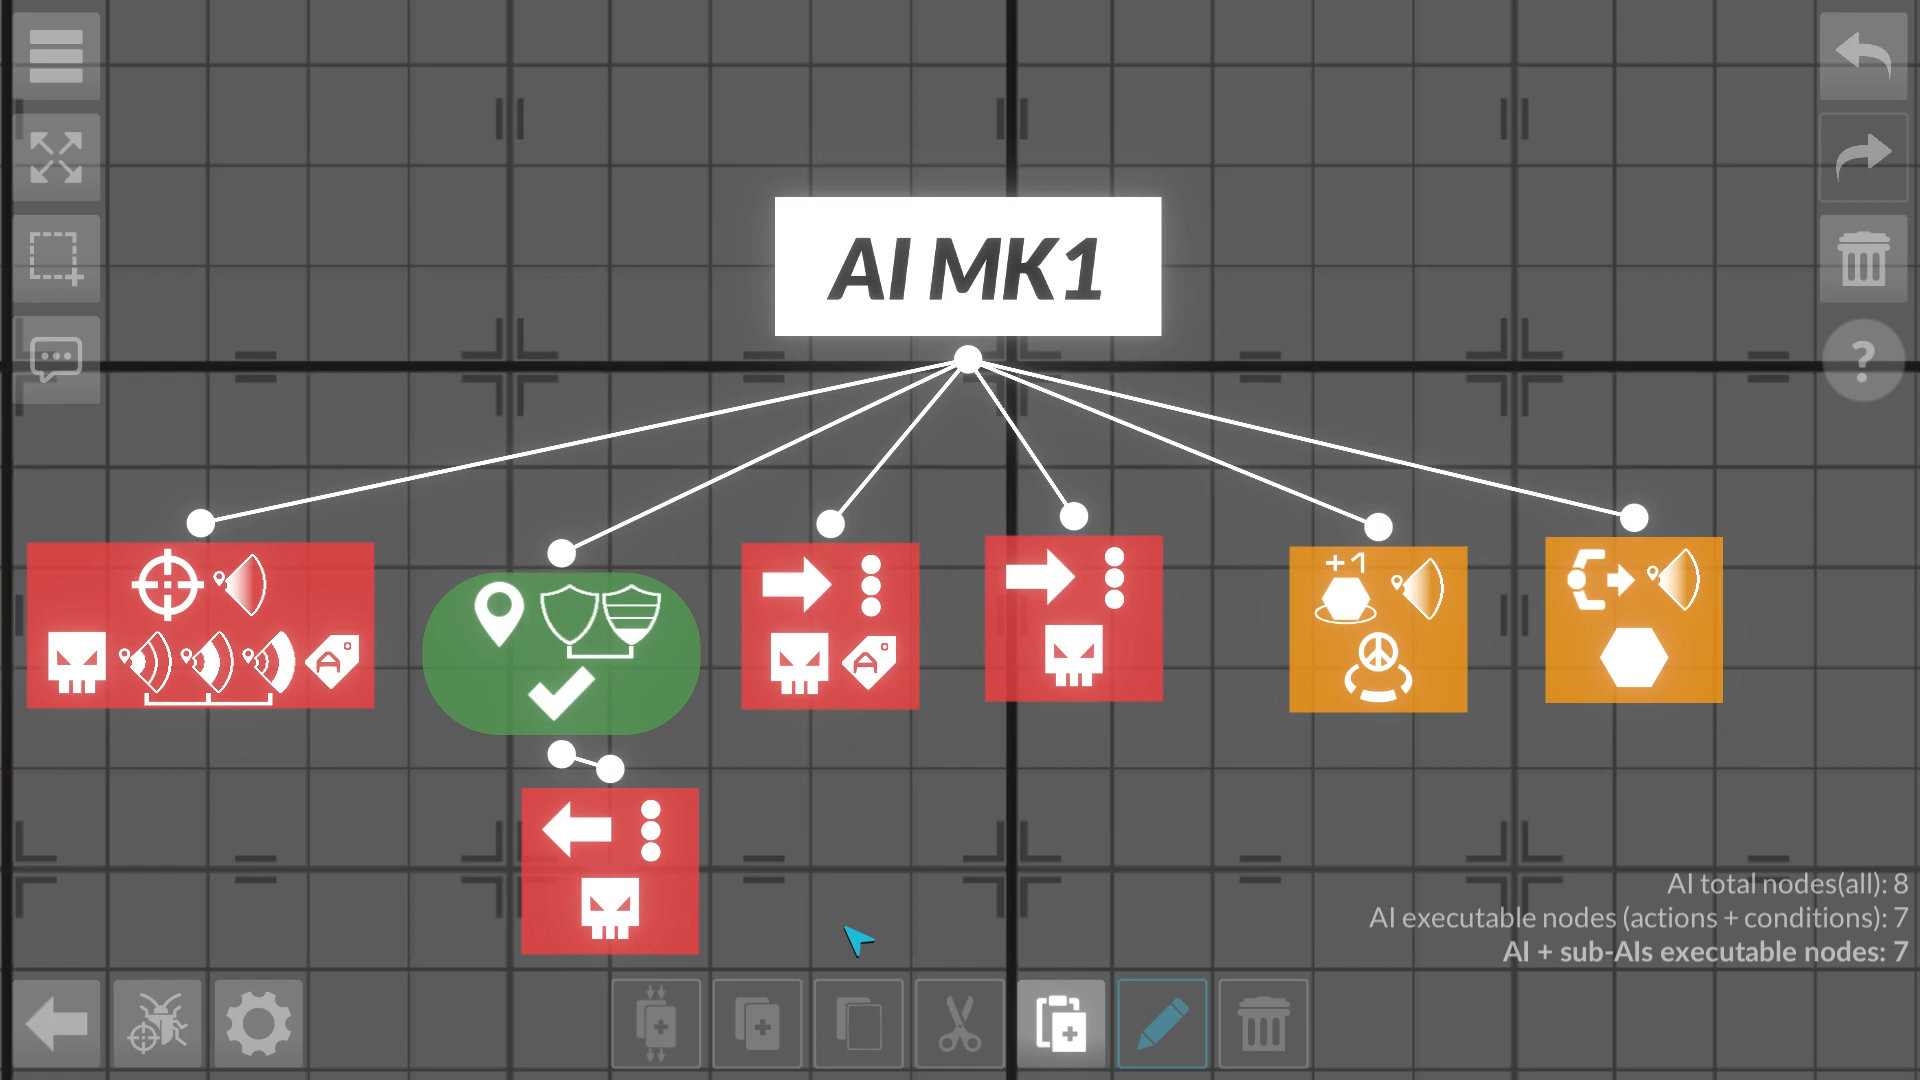 AI MK1
+1
A
A
?
AI total nodes(all): 8
AI executable nodes (actions + conditions): 7
AI + sub-AIs executable nodes: 7